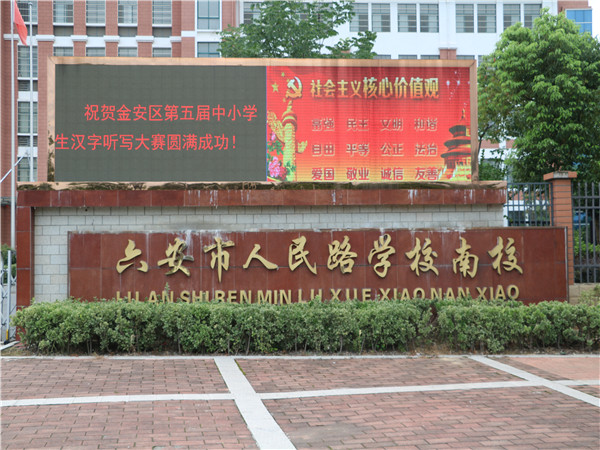 祝贺金安区第五届中小学
生汉字听写大赛圆满成功！
社会主义核心价值观！
富强 民主 文明 和谐
自由 平等 公正 法治
爱国 敬业 诚信 友善
六安市人民路学校南校
LU AN SHI REN MIN LU XUE XIAO NAN XIAO